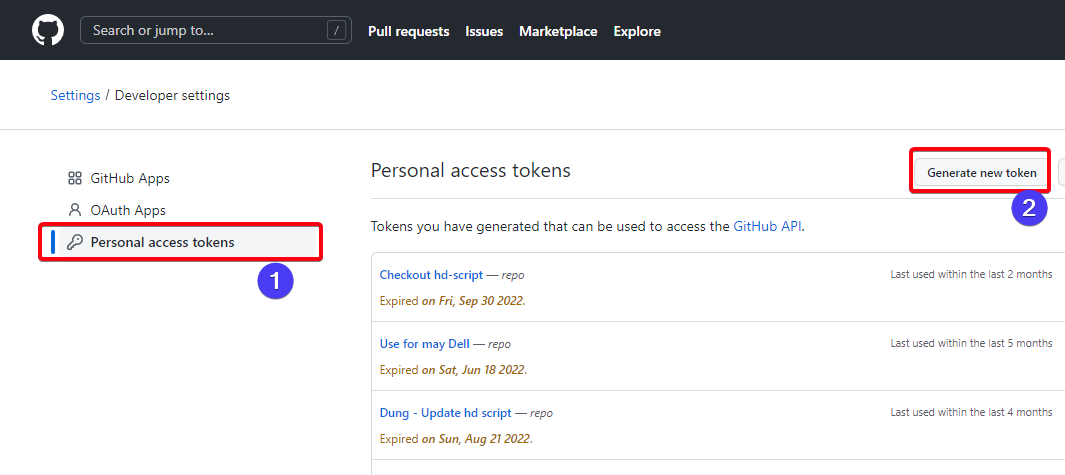 Search or jump to... / Pull requests Issues Marketplace Explore
Settings / Developer settings
GitHub Apps
OAuth Apps
Personal access tokens
1
Personal access tokens
Generate new token
2
Tokens you have generated that can be used to access the GitHub API.
Checkout hd-script — repo Last used within the last 2 months
Expired on Fri, Sep 30 2022.
Use for may Dell — repo Last used within the last 5 months
Expired on Sat, Jun 18 2022.
Dung - Update hd script — repo Last used within the last 4 months
Expired on Sun, Aug 21 2022.